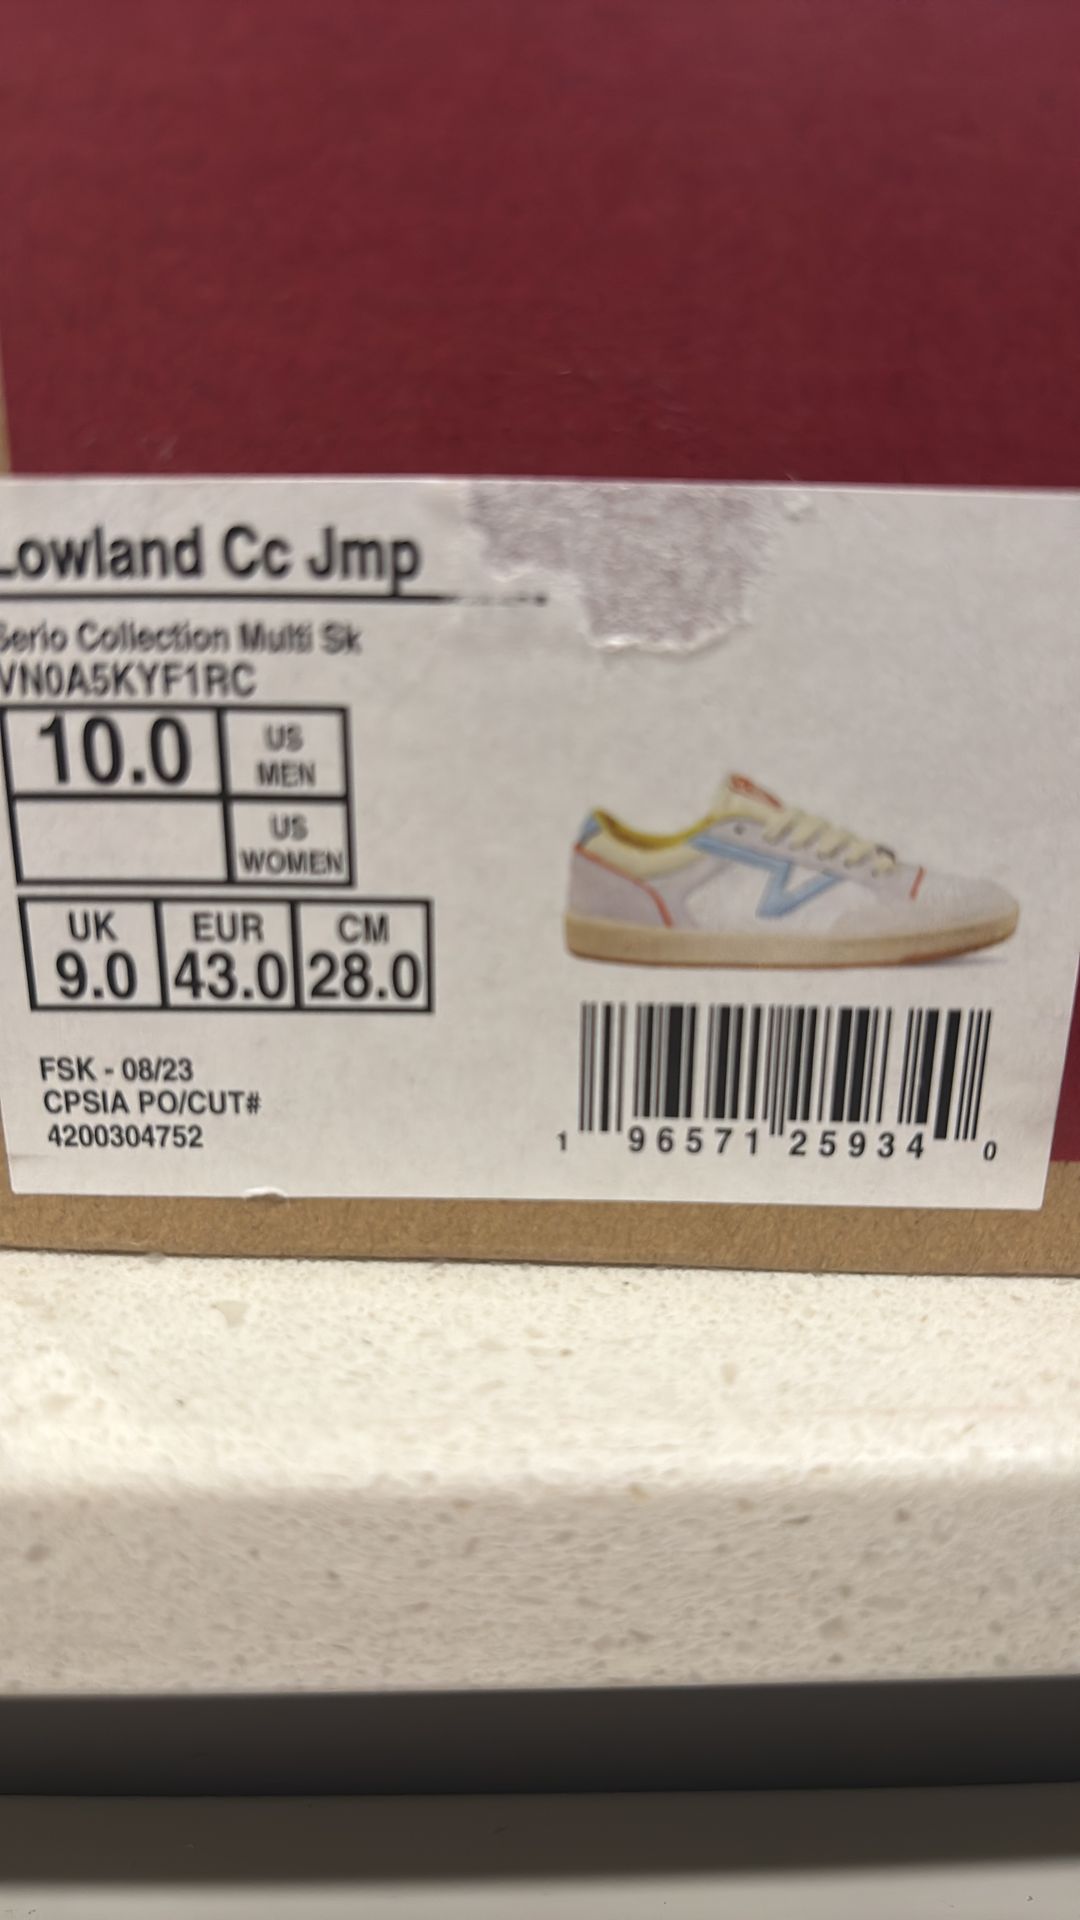 Lowland Cc Jmp
Serio Collection Multi Sk
VN0A5KYF1RC
10.0 US MEN
US WOMEN
UK EUR CM
9.0 43.0 28.0
FSK - 08/23
CPSIA PO/CUT#
4200304752
1 96571 25934 0